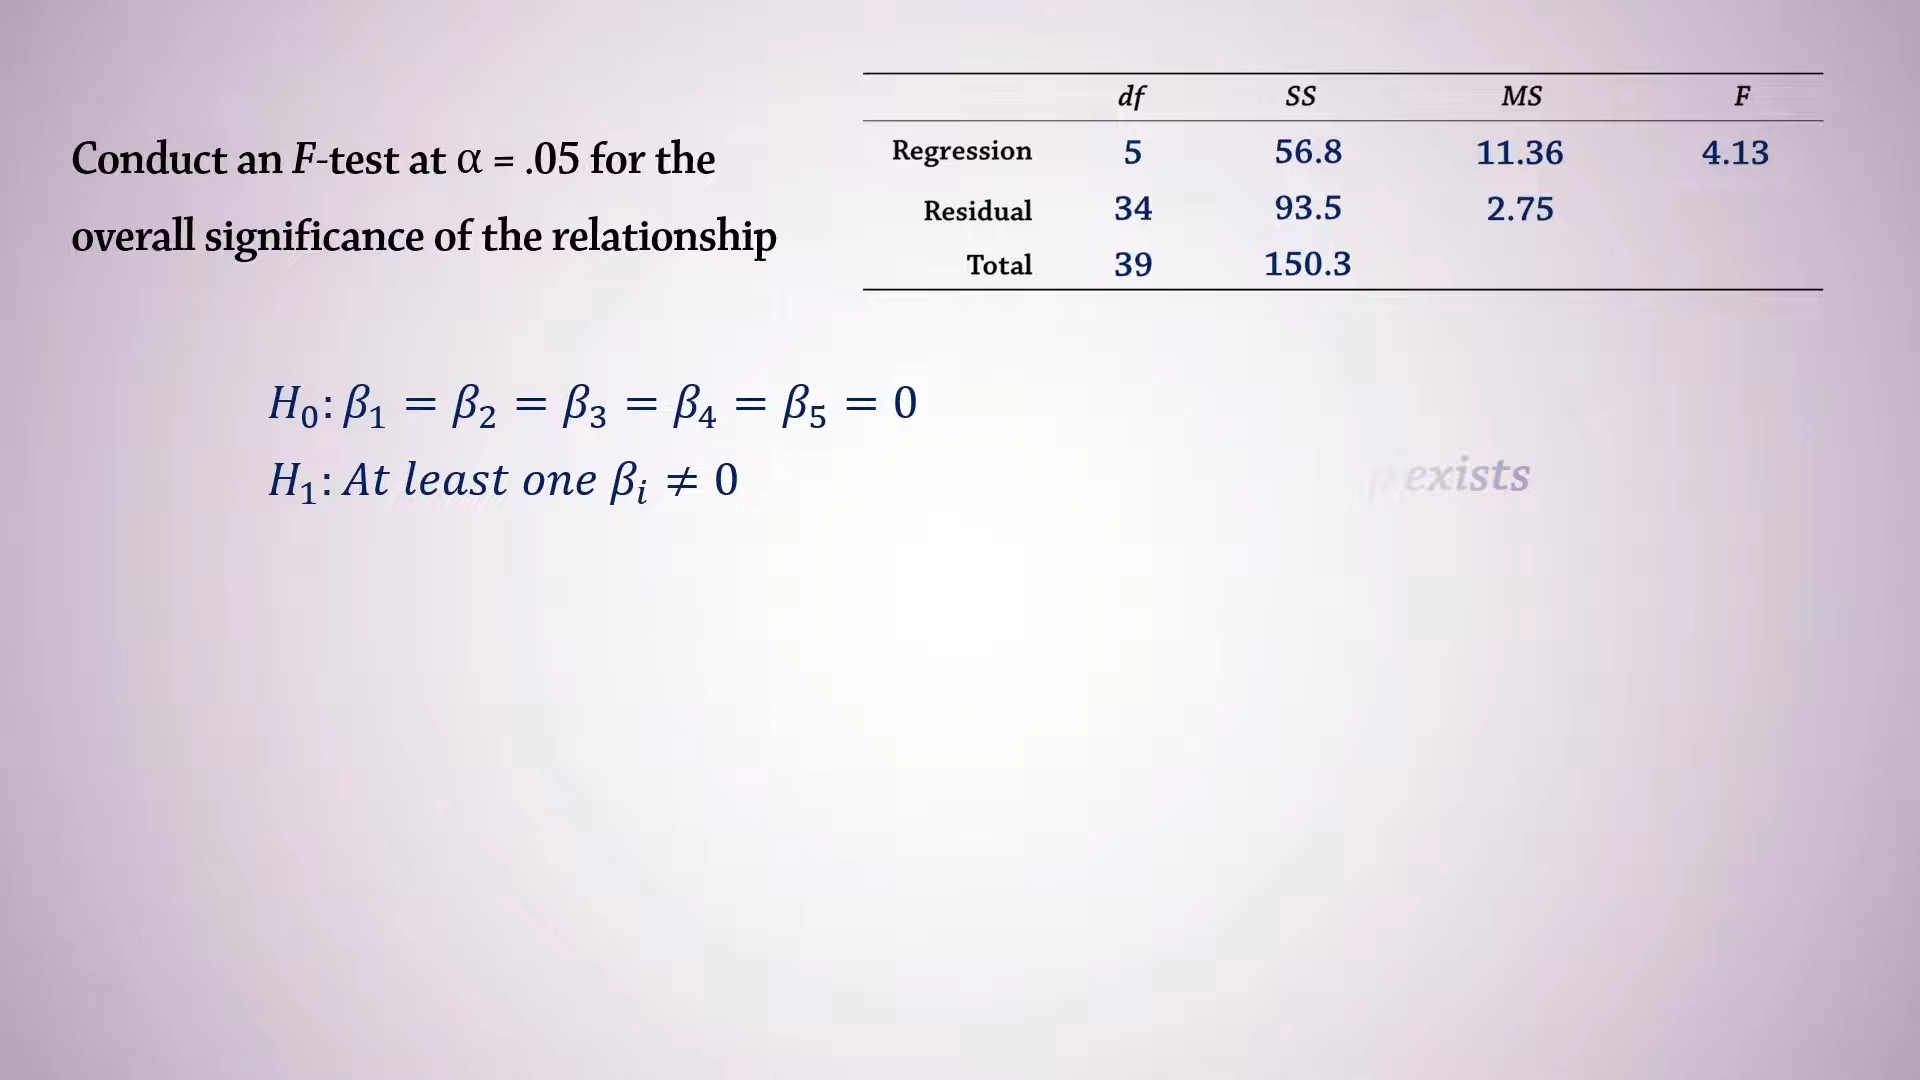 Conduct an F-test at α = .05 for the
overall significance of the relationship
df SS MS F
Regression 5 56.8 11.36 4.13
Residual 34 93.5 2.75
Total 39 150.3
H₀: β₁ = β₂ = β₃ = β₄ = β₅ = 0
H₁: At least one βᵢ ≠ 0
exists